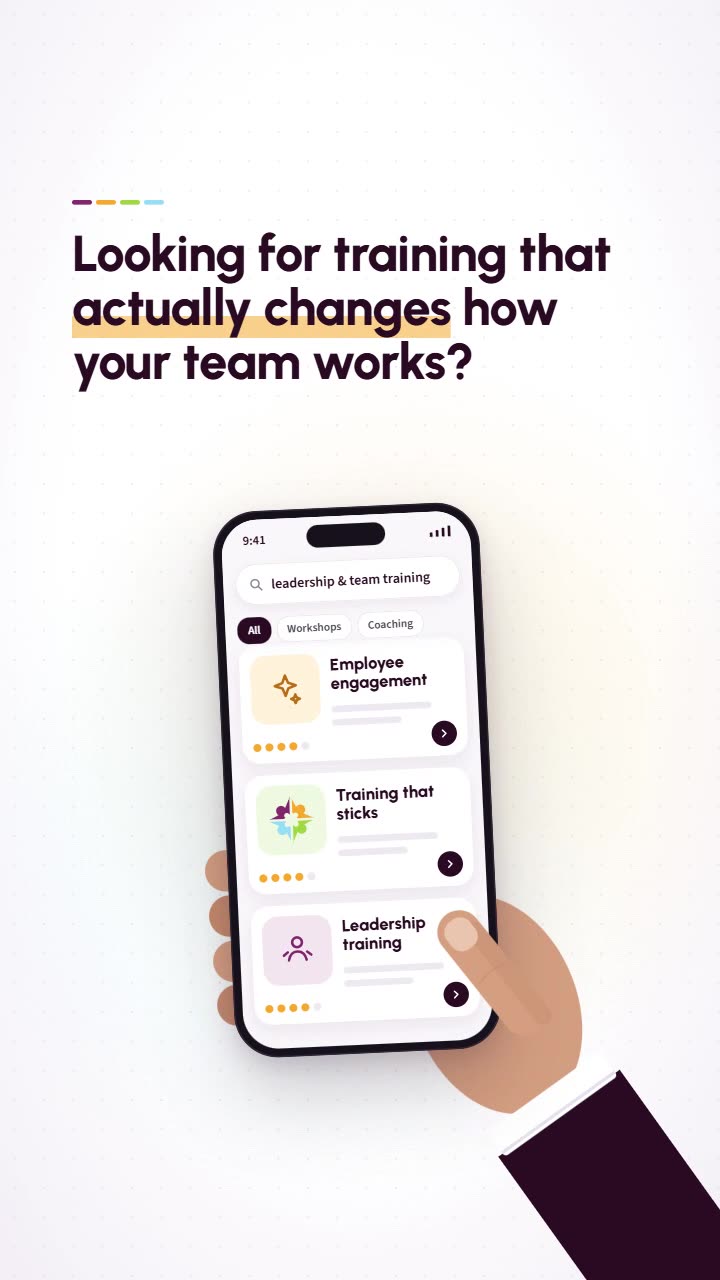 Looking for training that
actually changes how
your team works?
9:41
leadership & team training
All Workshops Coaching
Employee
engagement
Training that
sticks
Leadership
training